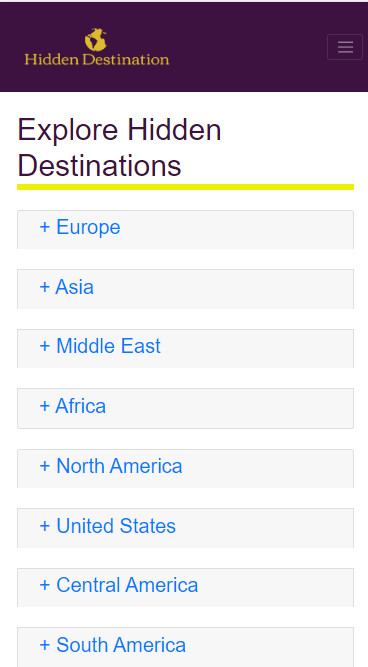 Hidden Destination
Explore Hidden
Destinations
+ Europe
+ Asia
+ Middle East
+ Africa
+ North America
+ United States
+ Central America
+ South America